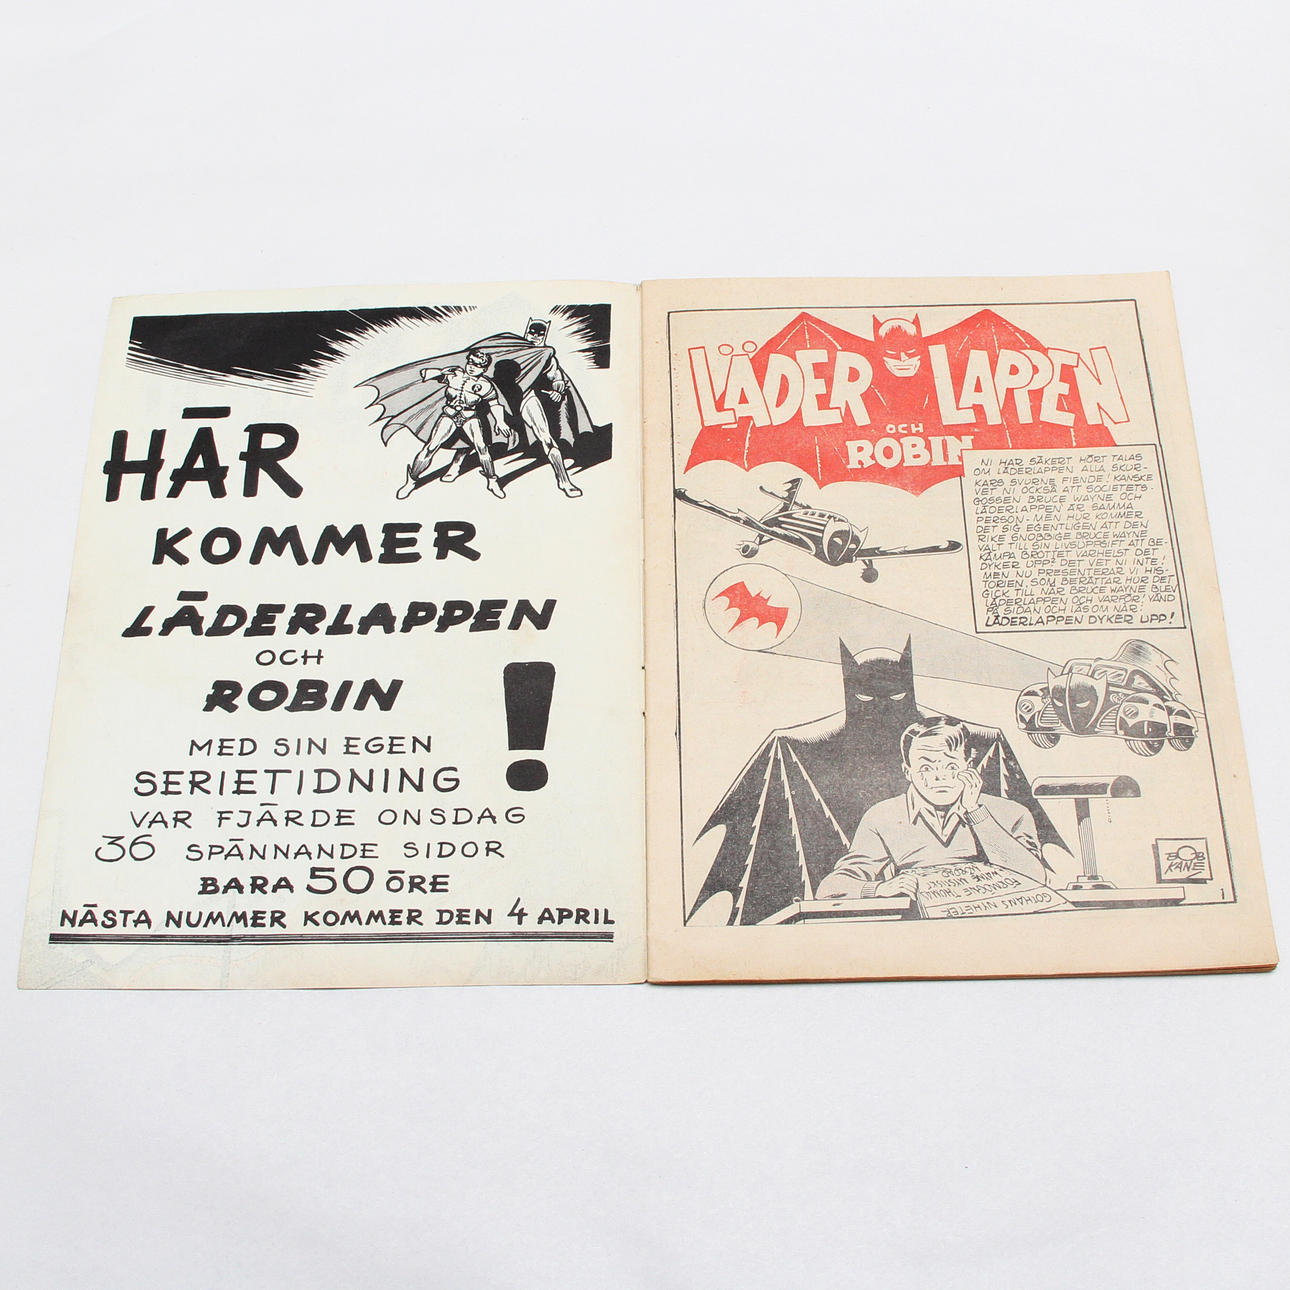 HÄR
KOMMER
LÄDERLAPPEN
OCH
ROBIN
!
MED SIN EGEN
SERIETIDNING
VAR FJÄRDE ONSDAG
36 SPÄNNANDE SIDOR
BARA 50 ÖRE
NÄSTA NUMMER KOMMER DEN 4 APRIL
LÄDERLAPPEN
OCH
ROBIN
NI HAR SÄKERT HÖRT TALAS
OM LÄDERLAPPEN ALLA SKUR-
KARS SVURNE FIENDE! KANSKE
VET NI OCKSÅ ATT SOCIETETS-
GOSSEN BRUCE WAYNE OCH
LÄDERLAPPEN ÄR SAMMA
PERSON - MEN HUR KOMMER
DET SIG EGENTLIGEN ATT DEN
RIKE SNOBBIGE BRUCE WAYNE
VALT TILL SIN LIVSUPPGIFT ATT BE-
KÄMPA BROTTET VARHELST DET
DYKER UPP? DET VET NI INTE!
MEN NU PRESENTERAR VI HIS-
TORIEN, SOM BERÄTTAR HUR DET
GICK TILL NÄR BRUCE WAYNE BLEV
LÄDERLAPPEN OCH VARFÖR! VÄND
PÅ SIDAN OCH LÄS OM NÄR:
LÄDERLAPPEN DYKER UPP!
GOTHAMS NYHETER
THOMAS
BOB
KANE
1